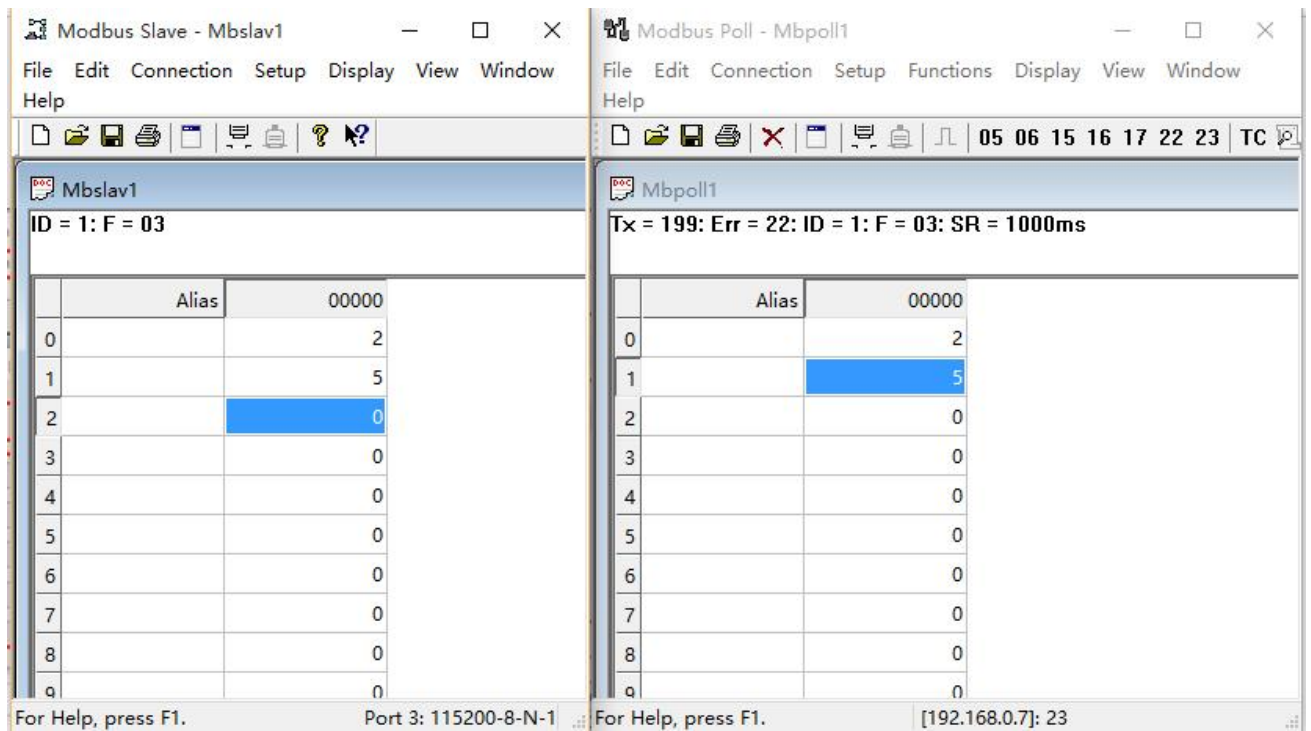 Modbus Slave - Mbslav1
File Edit Connection Setup Display View Window
Help
Mbslav1
ID = 1: F = 03
Alias 00000
0 2
1 5
2 0
3 0
4 0
5 0
6 0
7 0
8 0
9 0
For Help, press F1. Port 3: 115200-8-N-1
Modbus Poll - Mbpoll1
File Edit Connection Setup Functions Display View Window
Help
05 06 15 16 17 22 23 TC
Mbpoll1
Tx = 199: Err = 22: ID = 1: F = 03: SR = 1000ms
Alias 00000
0 2
1 5
2 0
3 0
4 0
5 0
6 0
7 0
8 0
9 0
For Help, press F1. [192.168.0.7]: 23